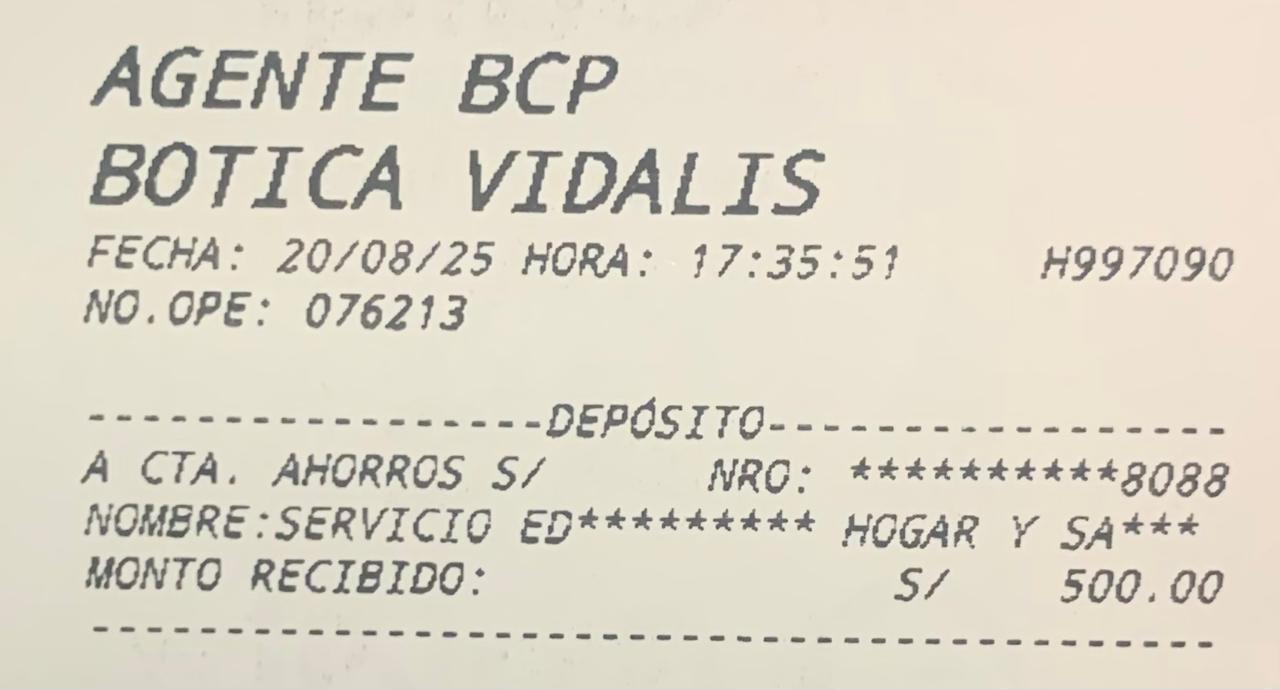 AGENTE BCP
BOTICA VIDALIS
FECHA: 20/08/25 HORA: 17:35:51 H997090
NO.OPE: 076213
-----------------DEPÓSITO-----------------
A CTA. AHORROS S/ NRO: **********8088
NOMBRE:SERVICIO ED********* HOGAR Y SA***
MONTO RECIBIDO: S/ 500.00
------------------------------------------